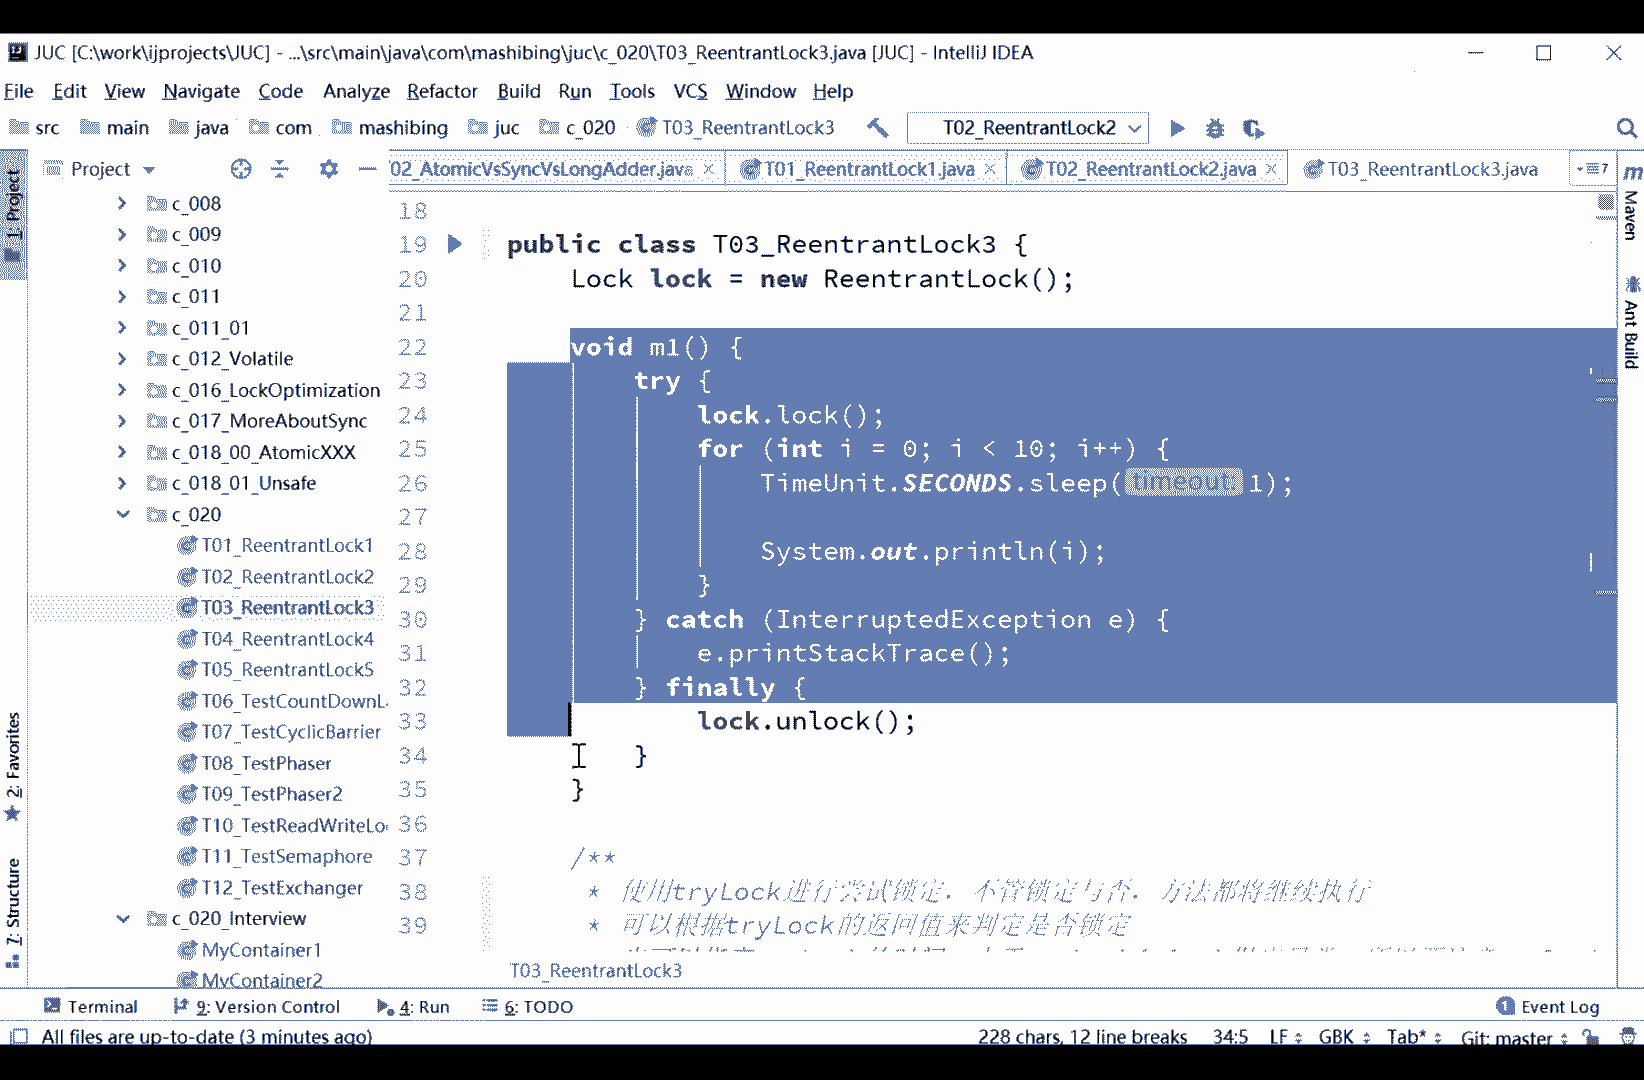 JUC [C:\work\ijprojects\JUC] - ...\src\main\java\com\mashibing\juc\c_020\T03_ReentrantLock3.java [JUC] - IntelliJ IDEA
File Edit View Navigate Code Analyze Refactor Build Run Tools VCS Window Help
src main java com mashibing juc c_020 T03_ReentrantLock3 T02_ReentrantLock2
Project 02_AtomicVsSyncVsLongAdder.java T01_ReentrantLock1.java T02_ReentrantLock2.java T03_ReentrantLock3.java 7
1: Project
2: Favorites
7: Structure
c_008
c_009
c_010
c_011
c_011_01
c_012_Volatile
c_016_LockOptimization
c_017_MoreAboutSync
c_018_00_AtomicXXX
c_018_01_Unsafe
c_020
T01_ReentrantLock1
T02_ReentrantLock2
T03_ReentrantLock3
T04_ReentrantLock4
T05_ReentrantLock5
T06_TestCountDownL
T07_TestCyclicBarrier
T08_TestPhaser
T09_TestPhaser2
T10_TestReadWriteLo
T11_TestSemaphore
T12_TestExchanger
c_020_Interview
MyContainer1
MyContainer2
18
19 public class T03_ReentrantLock3 {
20 Lock lock = new ReentrantLock();
21
22 void m1() {
23 try {
24 lock.lock();
25 for (int i = 0; i < 10; i++) {
26 TimeUnit.SECONDS.sleep( timeout: 1);
27
28 System.out.println(i);
29 }
30 } catch (InterruptedException e) {
31 e.printStackTrace();
32 } finally {
33 lock.unlock();
34 }
35 }
36
37 /**
38 * 使用tryLock进行尝试锁定，不管锁定与否，方法都将继续执行
39 * 可以根据tryLock的返回值来判定是否锁定
T03_ReentrantLock3
m Maven
Ant Build
Terminal 9: Version Control 4: Run 6: TODO 1 Event Log
All files are up-to-date (3 minutes ago) 228 chars, 12 line breaks 34:5 LF GBK Tab* Git: master